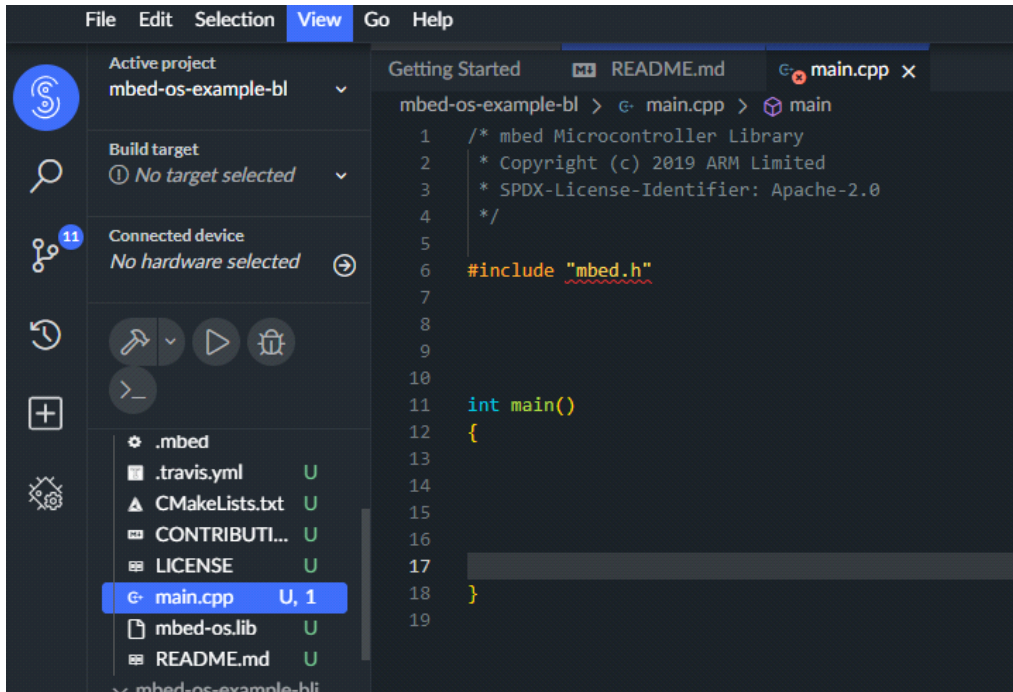 File Edit Selection View Go Help
Active project
mbed-os-example-bl
Build target
No target selected
Connected device
No hardware selected
11
.mbed
.travis.yml U
CMakeLists.txt U
CONTRIBUTI... U
LICENSE U
main.cpp U, 1
mbed-os.lib U
README.md U
mbed-os-example-bli
Getting Started README.md main.cpp
mbed-os-example-bl > main.cpp > main
1 /* mbed Microcontroller Library
2 * Copyright (c) 2019 ARM Limited
3 * SPDX-License-Identifier: Apache-2.0
4 */
5
6 #include "mbed.h"
7
8
9
10
11 int main()
12 {
13
14
15
16
17
18 }
19